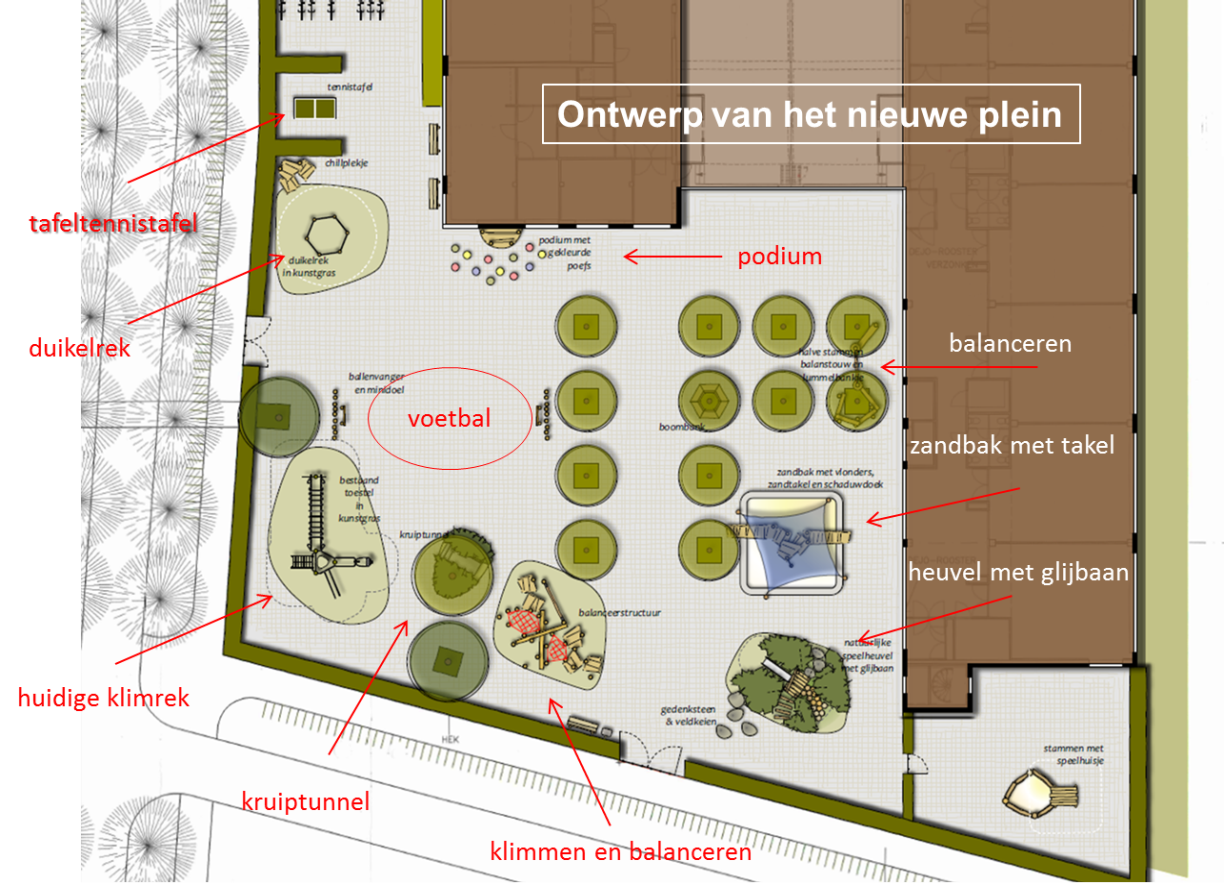 tennistafel
Ontwerp van het nieuwe plein
chillplekje
tafeltennistafel
podium met
gekleurde
poefs
podium
duikelrek
in kunstgras
duikelrek
balanceren
halve stammen
balanstouw en
lummelbankje
ballenvanger
en minidoel
voetbal
boombank
zandbak met takel
zandbak met vlonders,
zandtakel en schaduwdoek
bestaand
toestel
in
kunstgras
kruiptunnel
heuvel met glijbaan
balanceerstructuur
natuurlijke
speelheuvel
met glijbaan
huidige klimrek
gedenksteen
& veldkeien
HEK
stammen met
speelhuisje
kruiptunnel
klimmen en balanceren